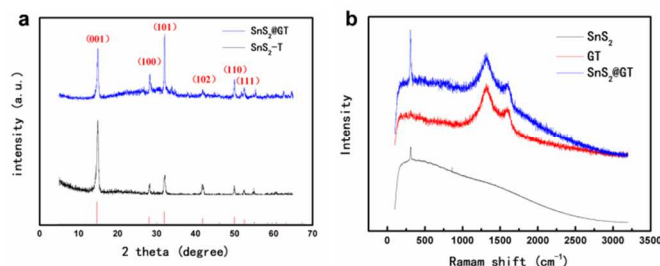 a
SnS2@GT
SnS2-T
(001)
(100)
(101)
(102)
(110)
(111)
intensity (a.u.)
0 10 20 30 40 50 60 70
2 theta (degree)
b
SnS2
GT
SnS2@GT
Intensity
0 500 1000 1500 2000 2500 3000 3500
Ramam shift (cm-1)